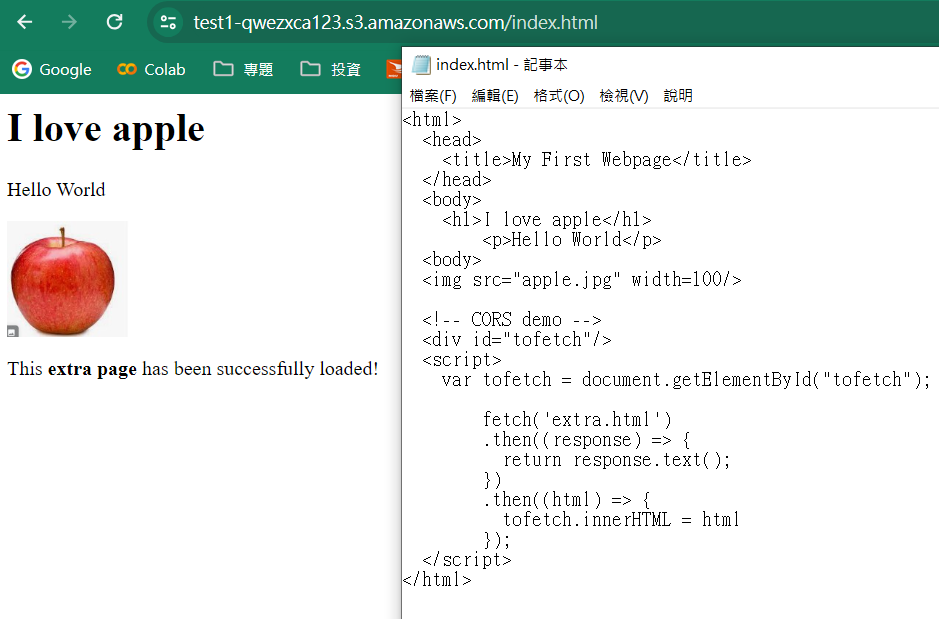 test1-qwezxca123.s3.amazonaws.com/index.html
Google
Colab
專題
投資
I love apple
Hello World
This extra page has been successfully loaded!
index.html - 記事本
檔案(F) 編輯(E) 格式(O) 檢視(V) 說明
<html>
<head>
<title>My First Webpage</title>
</head>
<body>
<h1>I love apple</h1>
<p>Hello World</p>
<body>
<img src="apple.jpg" width=100/>
<!-- CORS demo -->
<div id="tofetch"/>
<script>
var tofetch = document.getElementById("tofetch");
fetch('extra.html')
.then((response) => {
return response.text();
})
.then((html) => {
tofetch.innerHTML = html
});
</script>
</html>